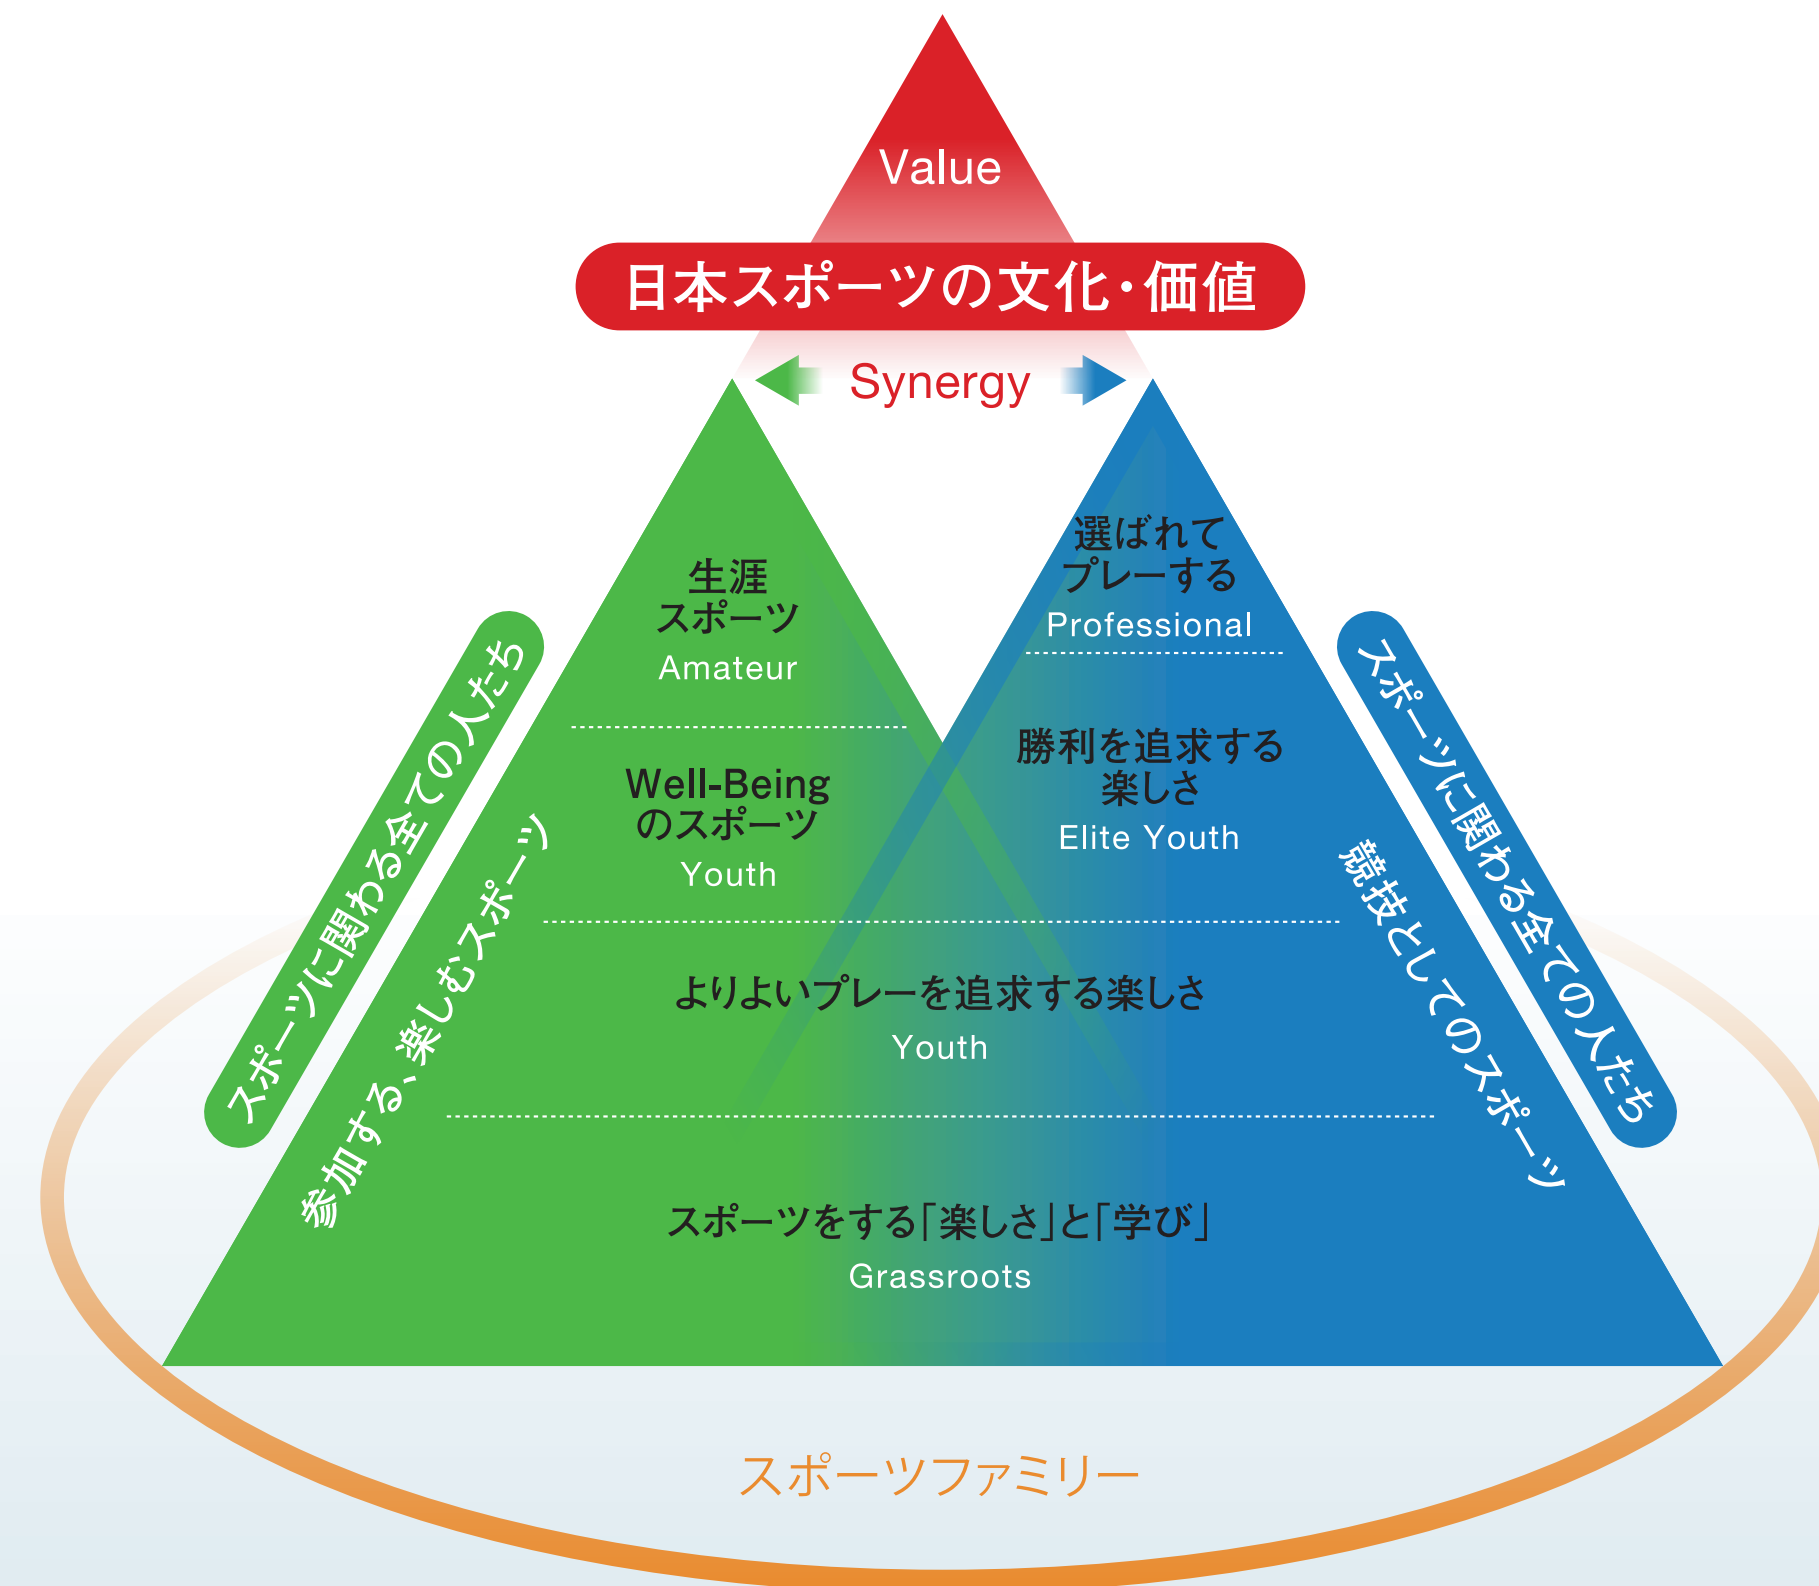 Value
日本スポーツの文化・価値
Synergy
生涯
スポーツ
Amateur
選ばれて
プレーする
Professional
Well-Being
のスポーツ
Youth
勝利を追求する
楽しさ
Elite Youth
スポーツに関わる全ての人たち
参加する、楽しむスポーツ
競技としてのスポーツ
スポーツに関わる全ての人たち
よりよいプレーを追求する楽しさ
Youth
スポーツをする「楽しさ」と「学び」
Grassroots
スポーツファミリー